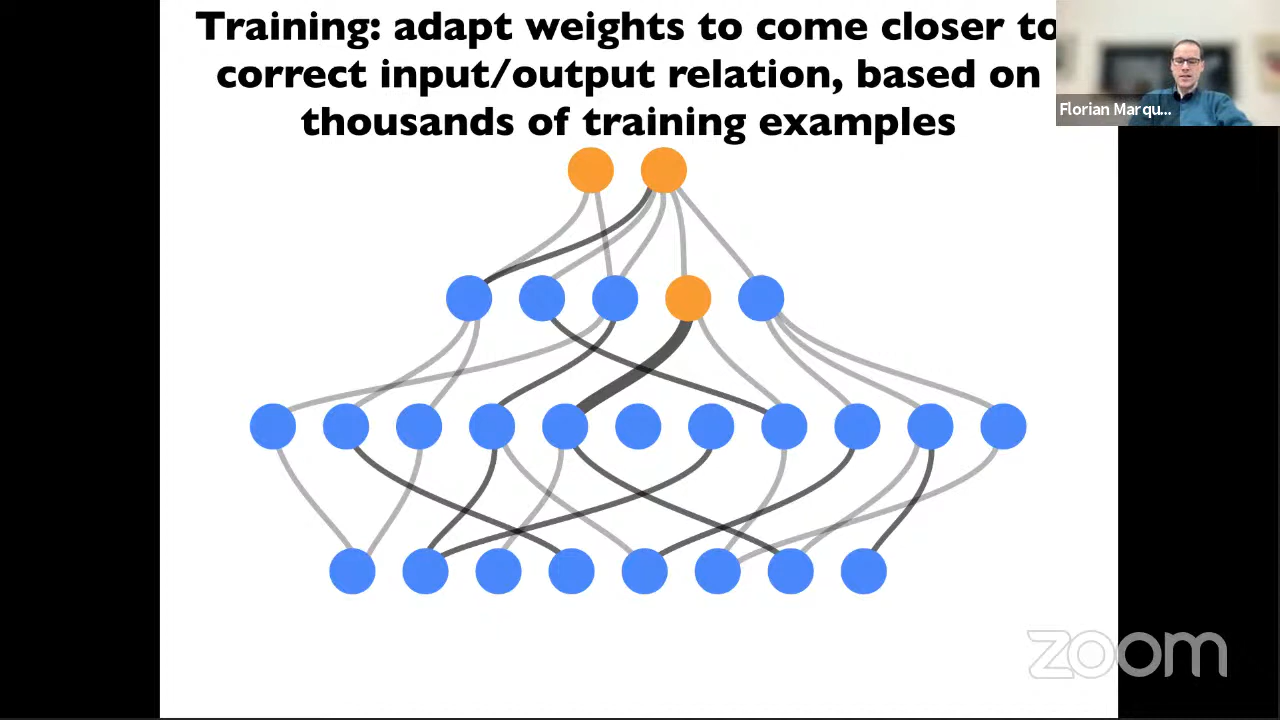 Training: adapt weights to come closer to
correct input/output relation, based on
thousands of training examples
Florian Marqu...
zoom